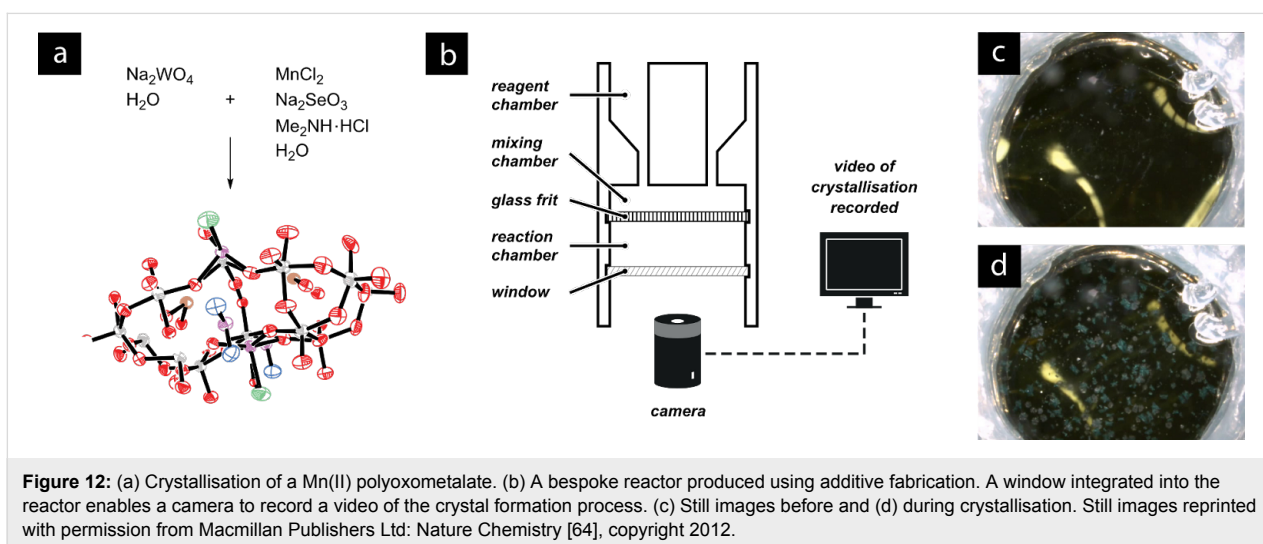 a
Na₂WO₄
H₂O
+
MnCl₂
Na₂SeO₃
Me₂NH·HCl
H₂O
b
reagent
chamber
mixing
chamber
glass frit
reaction
chamber
window
camera
video of
crystallisation
recorded
c
d
Figure 12: (a) Crystallisation of a Mn(II) polyoxometalate. (b) A bespoke reactor produced using additive fabrication. A window integrated into the
reactor enables a camera to record a video of the crystal formation process. (c) Still images before and (d) during crystallisation. Still images reprinted
with permission from Macmillan Publishers Ltd: Nature Chemistry [64], copyright 2012.